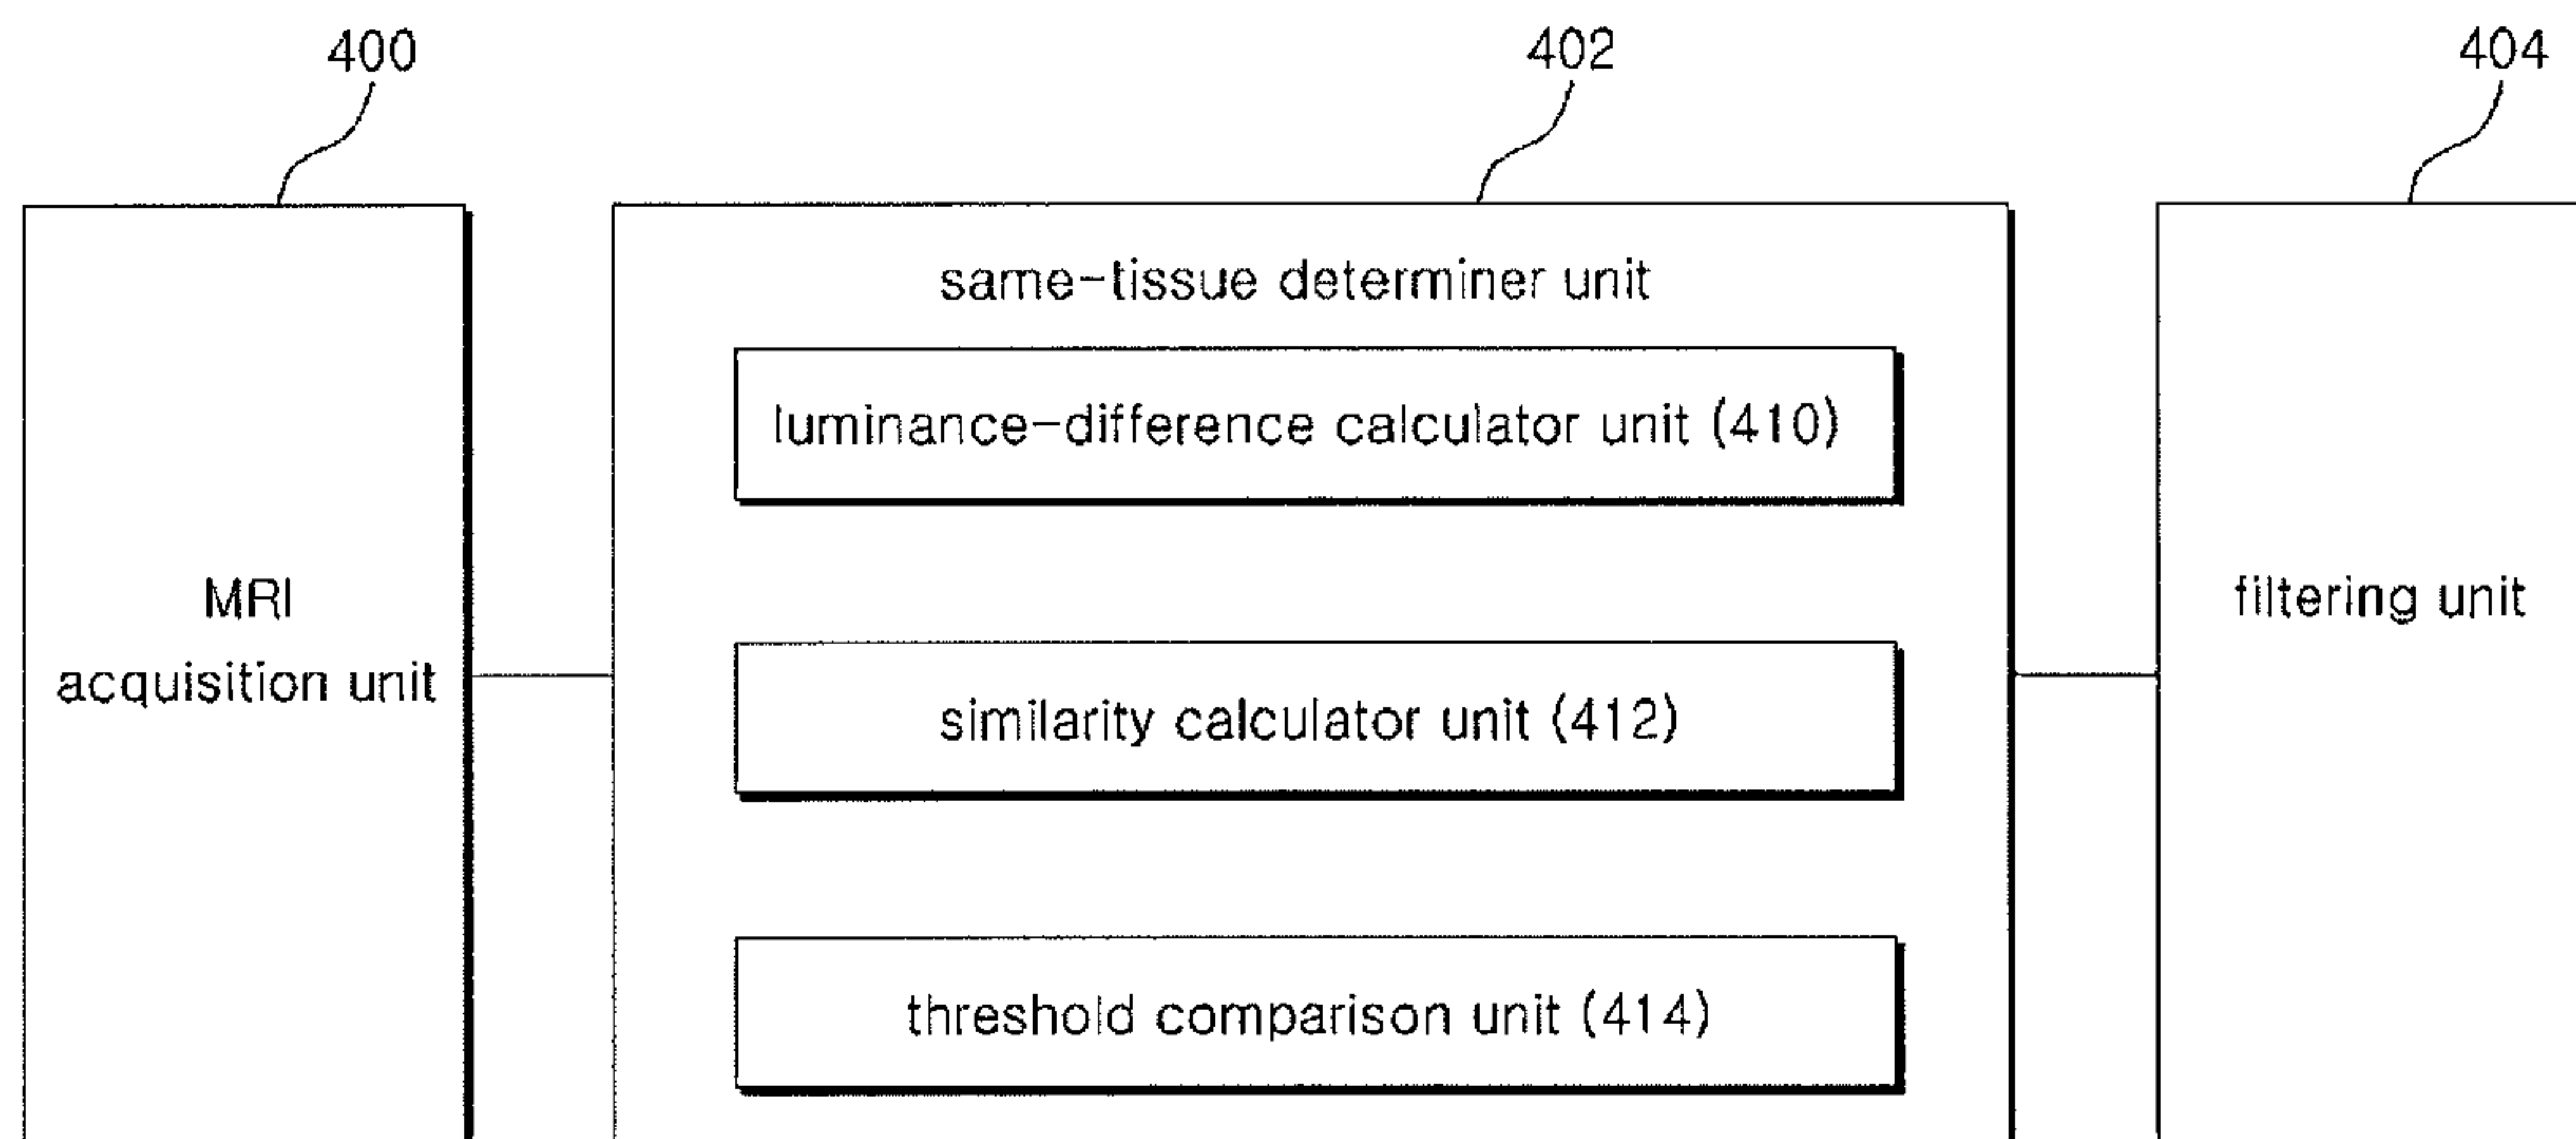 400
402
404
MRI
acquisition unit
same-tissue determiner unit
luminance-difference calculator unit (410)
similarity calculator unit (412)
threshold comparison unit (414)
filtering unit